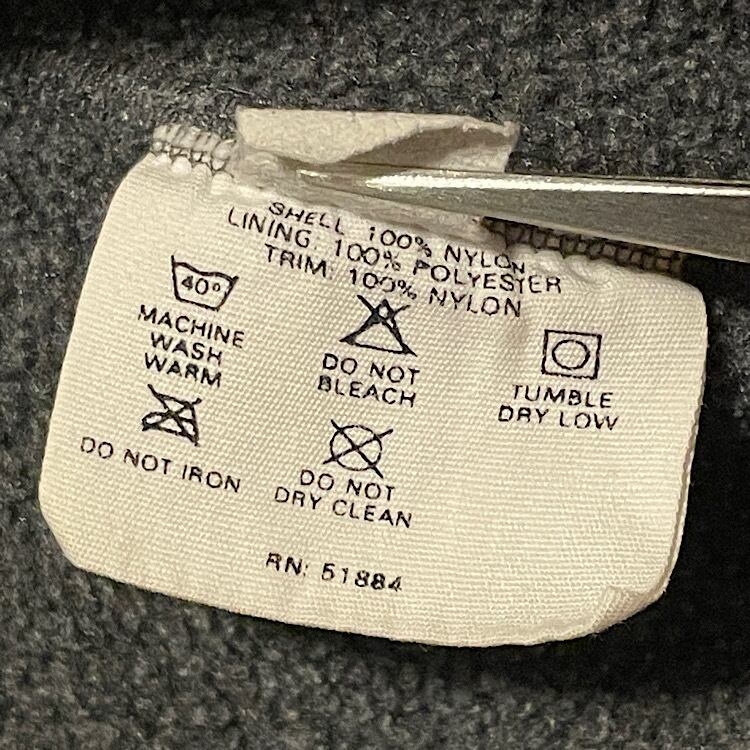 SHELL 100% NYLON
LINING: 100% POLYESTER
TRIM: 100% NYLON
40°
MACHINE
WASH
WARM
DO NOT
BLEACH
TUMBLE
DRY LOW
DO NOT IRON
DO NOT
DRY CLEAN
RN: 51884